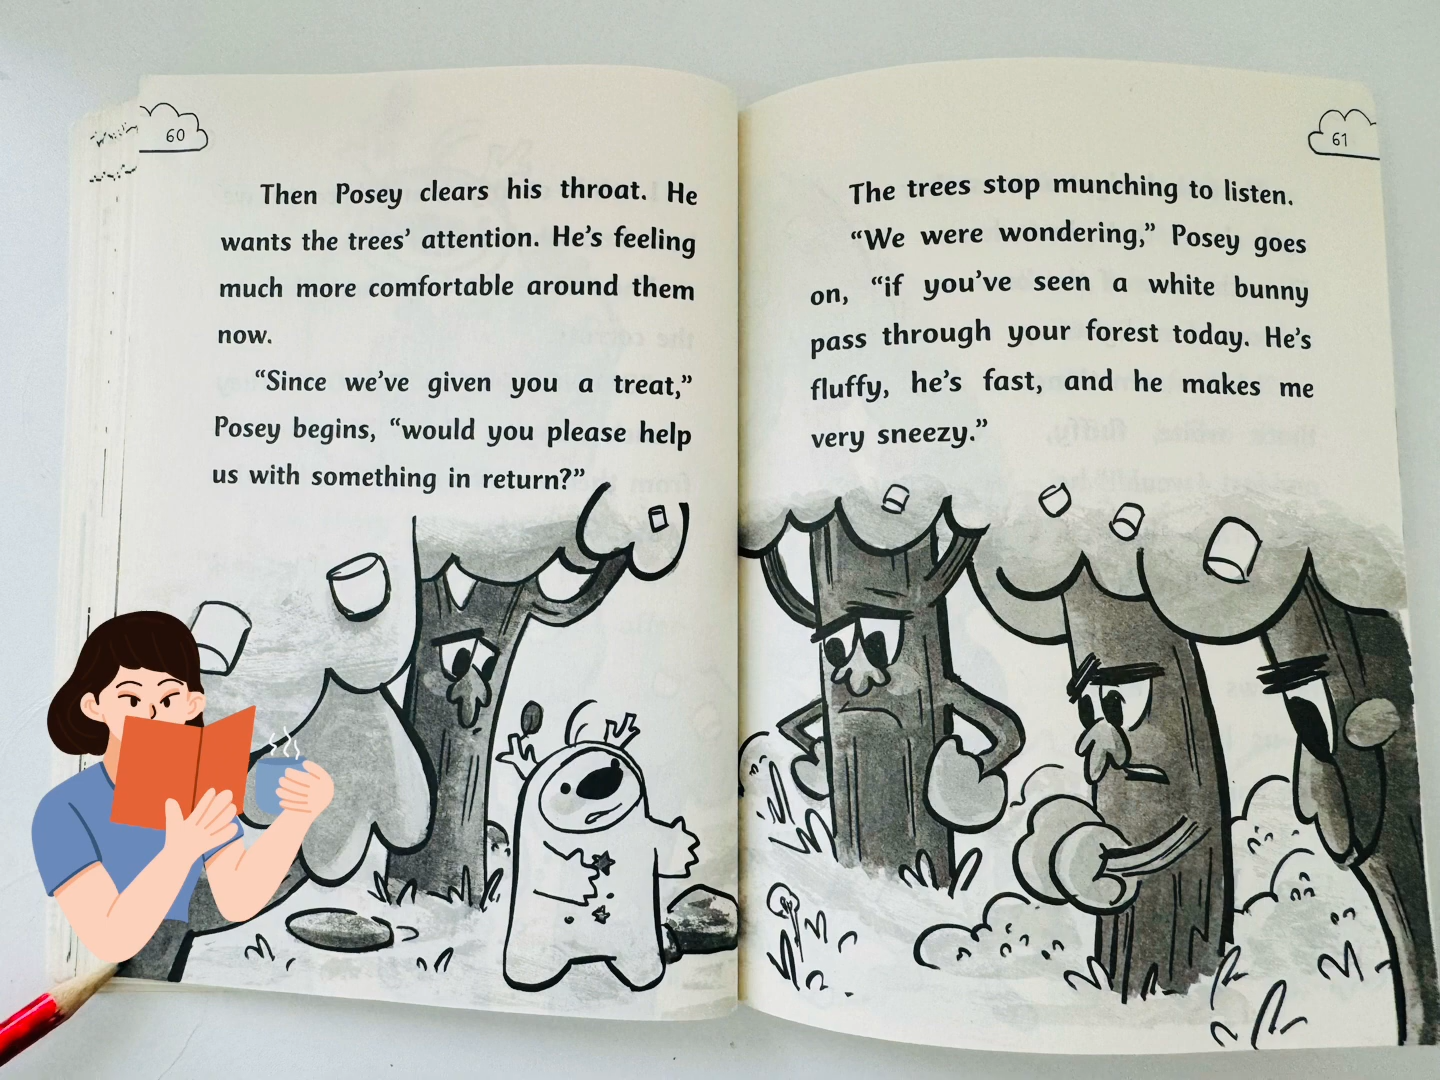 60
Then Posey clears his throat. He
wants the trees’ attention. He’s feeling
much more comfortable around them
now.
“Since we’ve given you a treat,”
Posey begins, “would you please help
us with something in return?”
61
The trees stop munching to listen.
“We were wondering,” Posey goes
on, “if you’ve seen a white bunny
pass through your forest today. He’s
fluffy, he’s fast, and he makes me
very sneezy.”